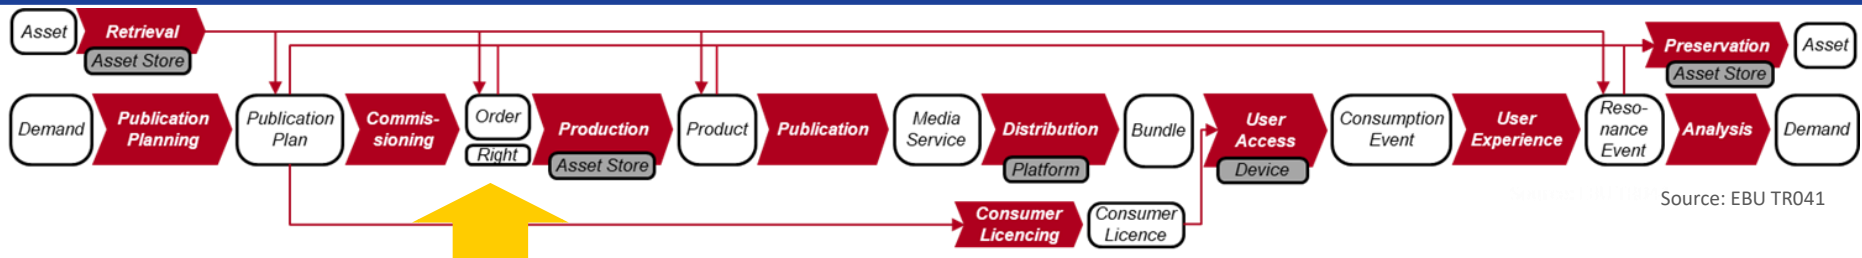 Asset
Retrieval
Asset Store
Preservation
Asset
Asset Store
Demand
Publication
Planning
Publication
Plan
Commis-
sioning
Order
Right
Production
Asset Store
Product
Publication
Media
Service
Distribution
Platform
Bundle
User
Access
Device
Consumption
Event
User
Experience
Reso-
nance
Event
Analysis
Demand
Source: EBU TR041
Consumer
Licencing
Consumer
Licence